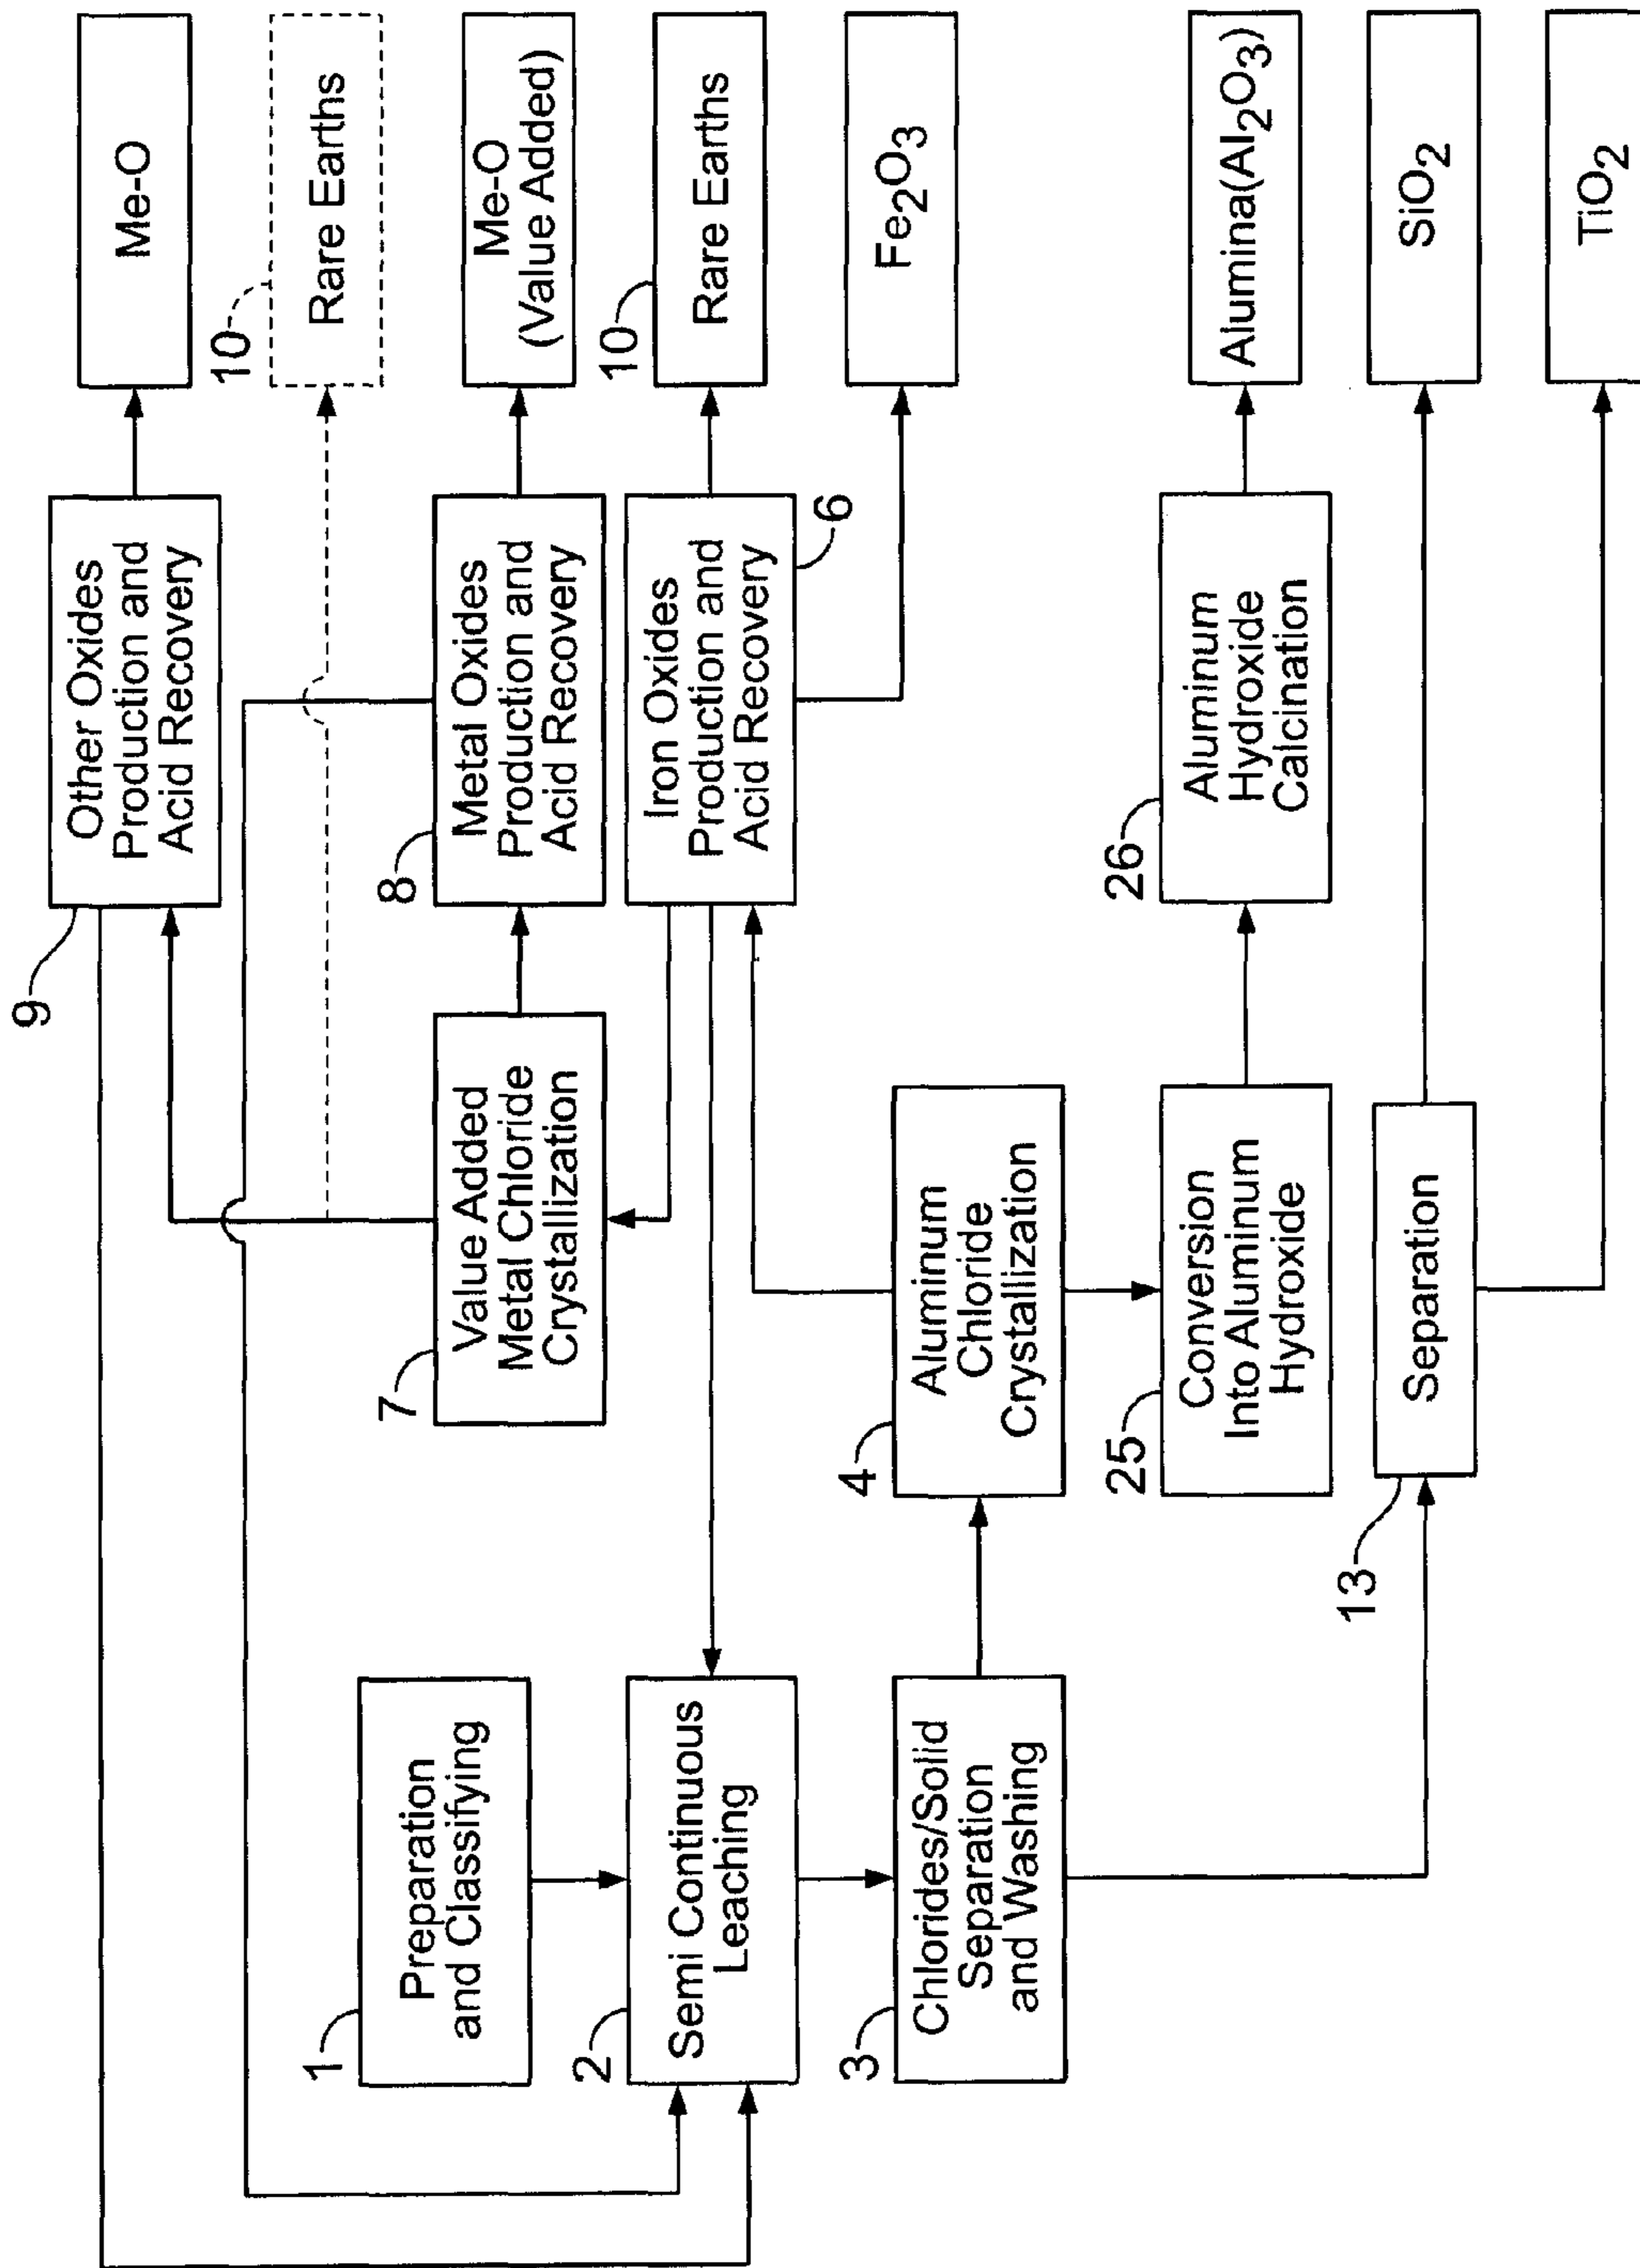 1
Preparation
and Classifying
2
Semi Continuous
Leaching
3
Chlorides/Solid
Separation
and Washing
7
Value Added
Metal Chloride
Crystallization
4
Aluminum
Chloride
Crystallization
25
Conversion
Into Aluminum
Hydroxide
13
Separation
9
Other Oxides
Production and
Acid Recovery
8
Metal Oxides
Production and
Acid Recovery
Iron Oxides
Production and
Acid Recovery
6
26
Aluminum
Hydroxide
Calcination
Me-O
10
Rare Earths
Me-O
(Value Added)
10
Rare Earths
Fe2O3
Alumina(Al2O3)
SiO2
TiO2